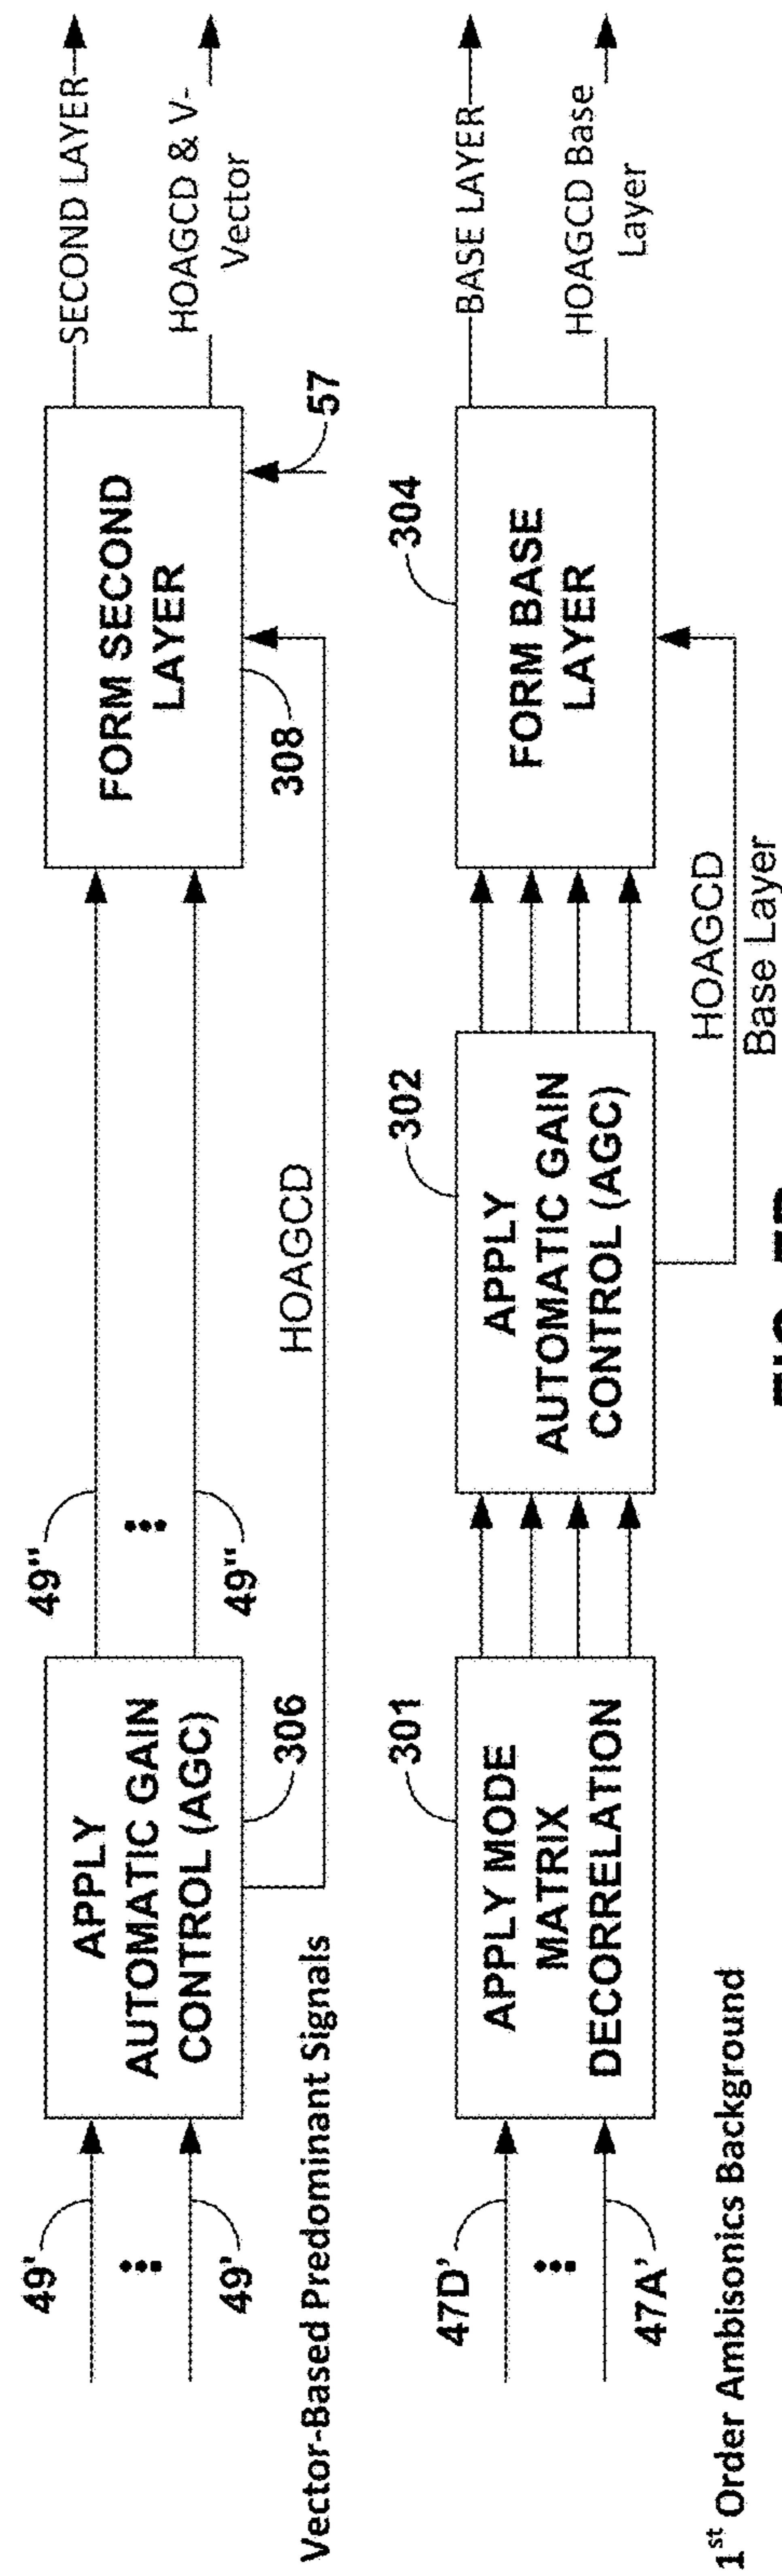 49'
49'
Vector-Based Predominant Signals
APPLY
AUTOMATIC GAIN
CONTROL (AGC)
306
49''
49''
HOAGCD
FORM SECOND
LAYER
308
57
SECOND LAYER
HOAGCD & V-
Vector
47D'
47A'
1st Order Ambisonics Background
APPLY MODE
MATRIX
DECORRELATION
301
APPLY
AUTOMATIC GAIN
CONTROL (AGC)
302
HOAGCD
Base Layer
FORM BASE
LAYER
304
BASE LAYER
HOAGCD Base
Layer